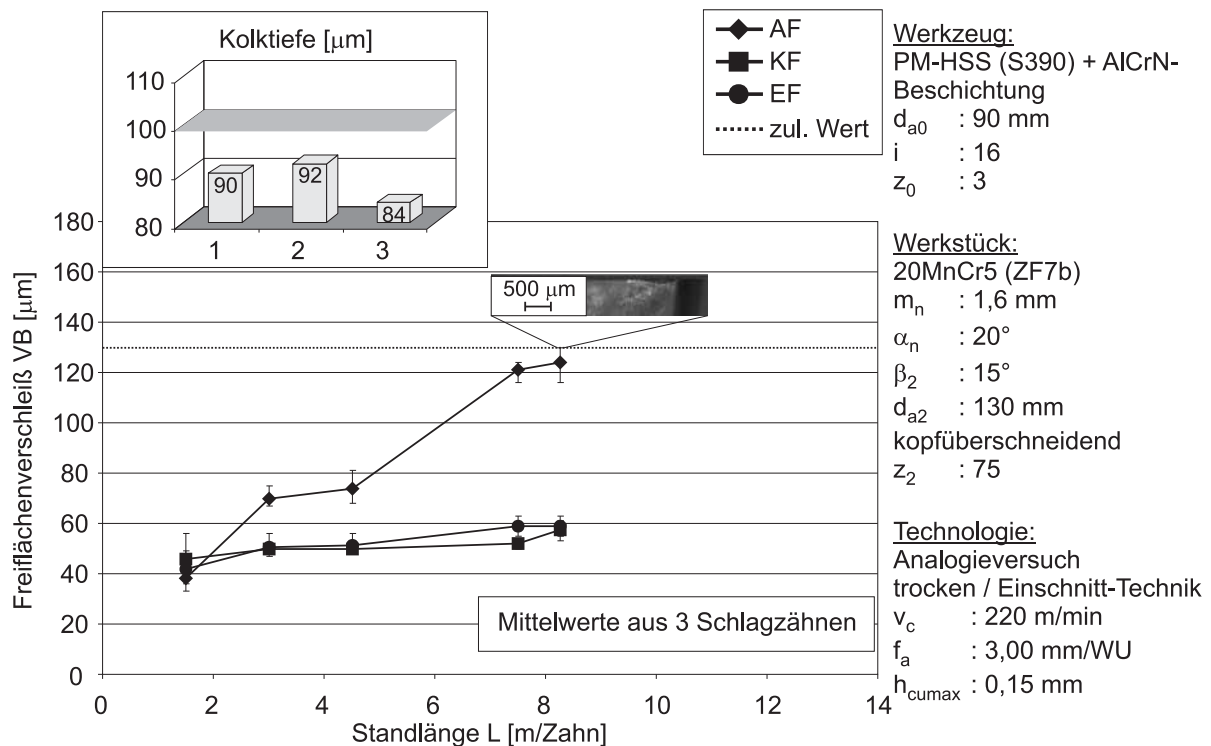 Kolktiefe [μm]
110
100
90
80
90
92
84
1 2 3
AF
KF
EF
zul. Wert
Freiflächenverschleiß VB [μm]
180
160
140
120
100
80
60
40
20
0
500 μm
Mittelwerte aus 3 Schlagzähnen
0 2 4 6 8 10 12 14
Standlänge L [m/Zahn]
Werkzeug:
PM-HSS (S390) + AlCrN-
Beschichtung
d_a0 : 90 mm
i : 16
z_0 : 3
Werkstück:
20MnCr5 (ZF7b)
m_n : 1,6 mm
α_n : 20°
β_2 : 15°
d_a2 : 130 mm
kopfüberschneidend
z_2 : 75
Technologie:
Analogieversuch
trocken / Einschnitt-Technik
v_c : 220 m/min
f_a : 3,00 mm/WU
h_cumax : 0,15 mm